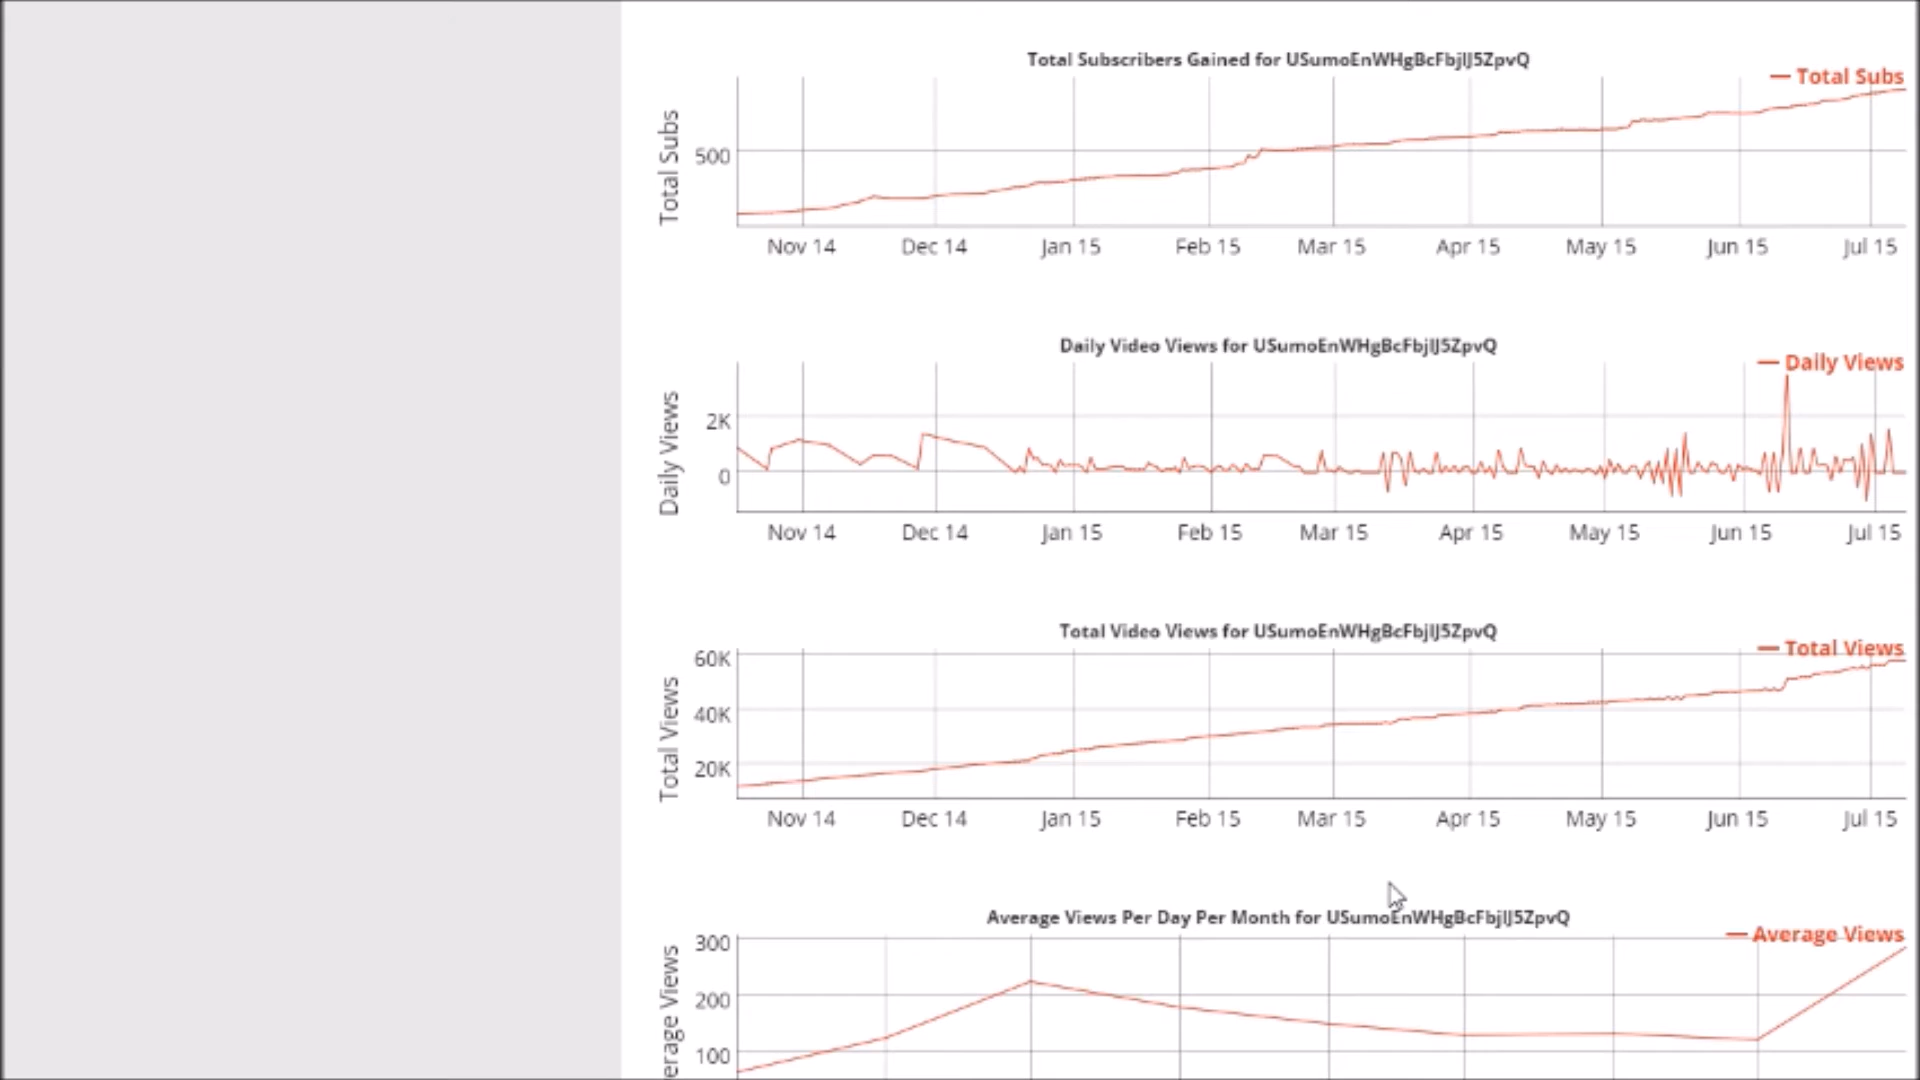 Total Subscribers Gained for USumoEnWHgBcFbjlJ5ZpvQ
Total Subs
Total Subs
500
Nov 14 Dec 14 Jan 15 Feb 15 Mar 15 Apr 15 May 15 Jun 15 Jul 15
Daily Video Views for USumoEnWHgBcFbjlJ5ZpvQ
Daily Views
Daily Views
2K
0
Nov 14 Dec 14 Jan 15 Feb 15 Mar 15 Apr 15 May 15 Jun 15 Jul 15
Total Video Views for USumoEnWHgBcFbjlJ5ZpvQ
Total Views
Total Views
60K
40K
20K
Nov 14 Dec 14 Jan 15 Feb 15 Mar 15 Apr 15 May 15 Jun 15 Jul 15
Average Views Per Day Per Month for USumoEnWHgBcFbjlJ5ZpvQ
Average Views
erage Views
300
200
100